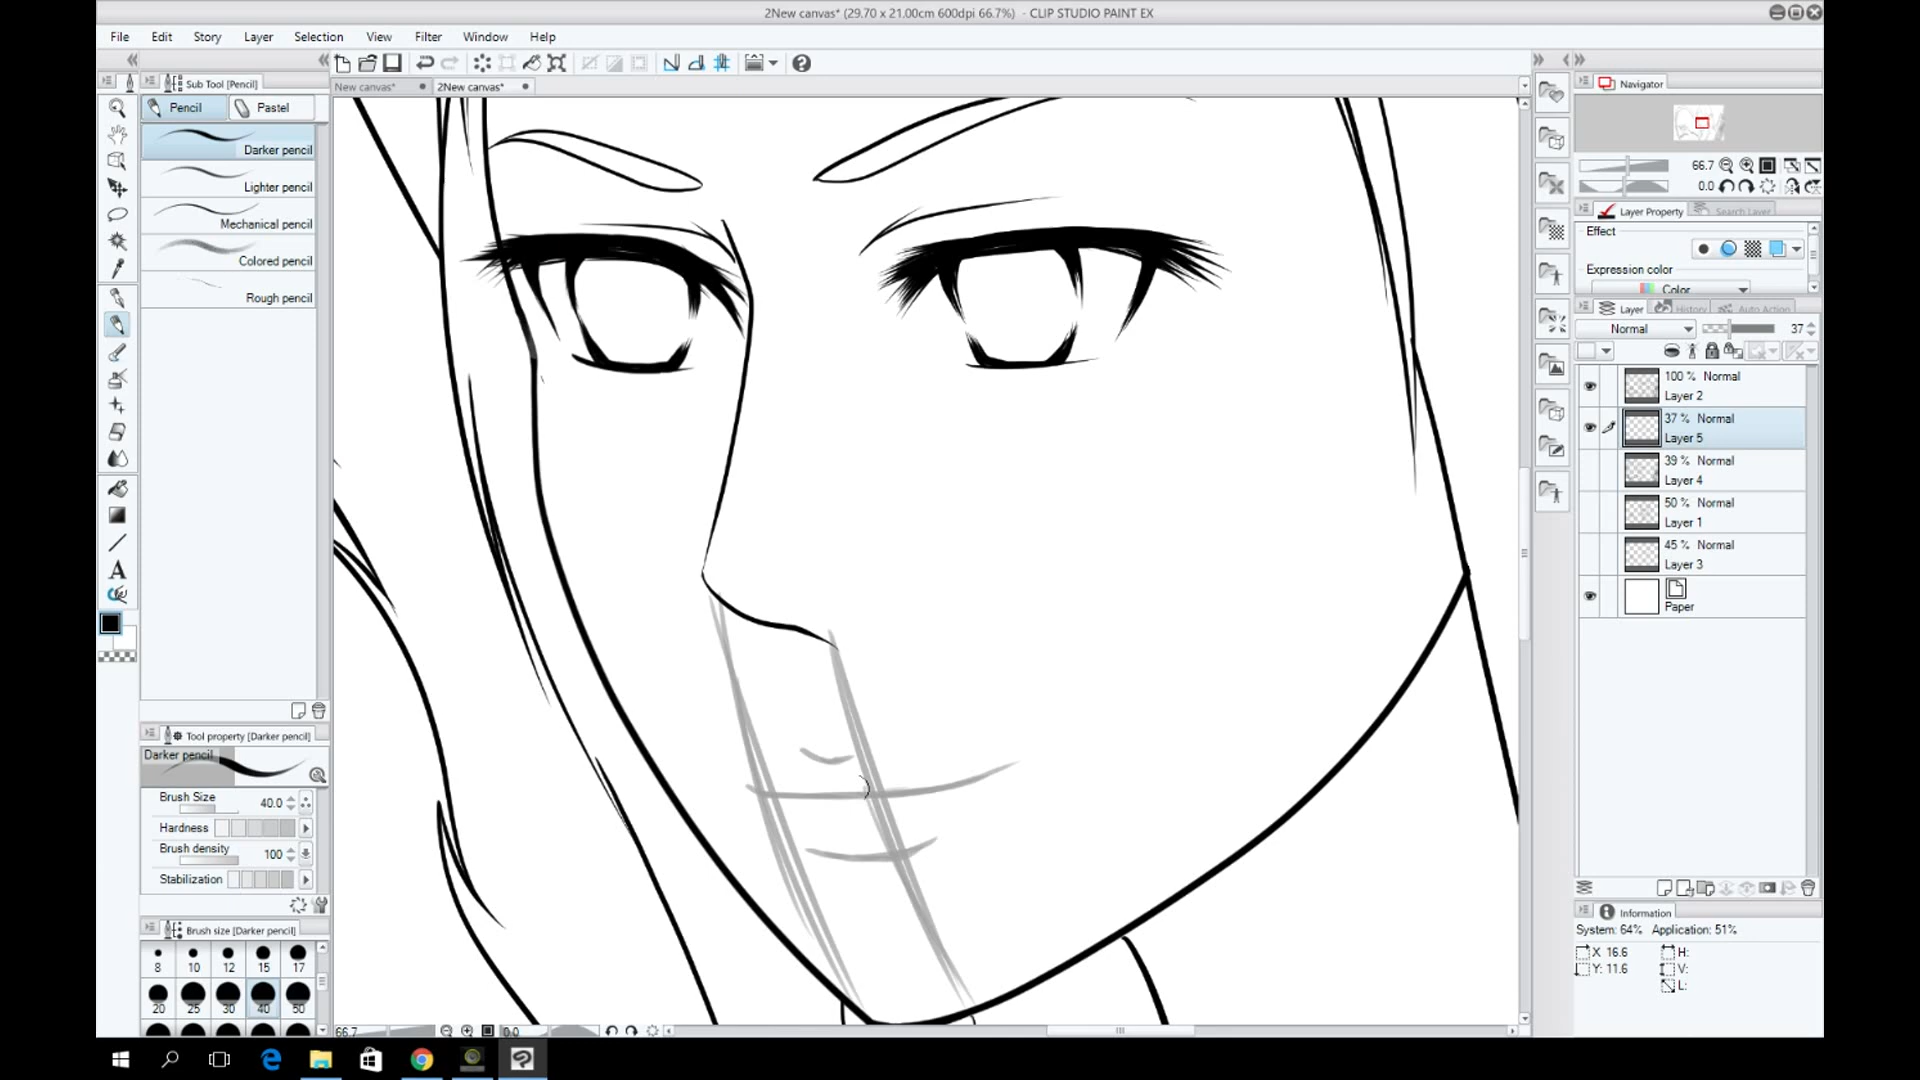 2New canvas* (29.70 x 21.00cm 600dpi 66.7%) - CLIP STUDIO PAINT EX
File Edit Story Layer Selection View Filter Window Help
Sub Tool [Pencil]
New canvas*
2New canvas*
Pencil
Pastel
Darker pencil
Lighter pencil
Mechanical pencil
Colored pencil
Rough pencil
Tool property [Darker pencil]
Darker pencil
Brush Size 40.0
Hardness
Brush density 100
Stabilization
Brush size [Darker pencil]
8 10 12 15 17
20 25 30 40 50
66.7
0.0
Navigator
66.7
0.0
Layer Property
Search Layer
Effect
Expression color
Color
Layer
History
Auto Action
Normal 37
100 % Normal
Layer 2
37 % Normal
Layer 5
39 % Normal
Layer 4
50 % Normal
Layer 1
45 % Normal
Layer 3
Paper
Information
System: 64% Application: 51%
X 16.6 H:
Y: 11.6 V:
L: